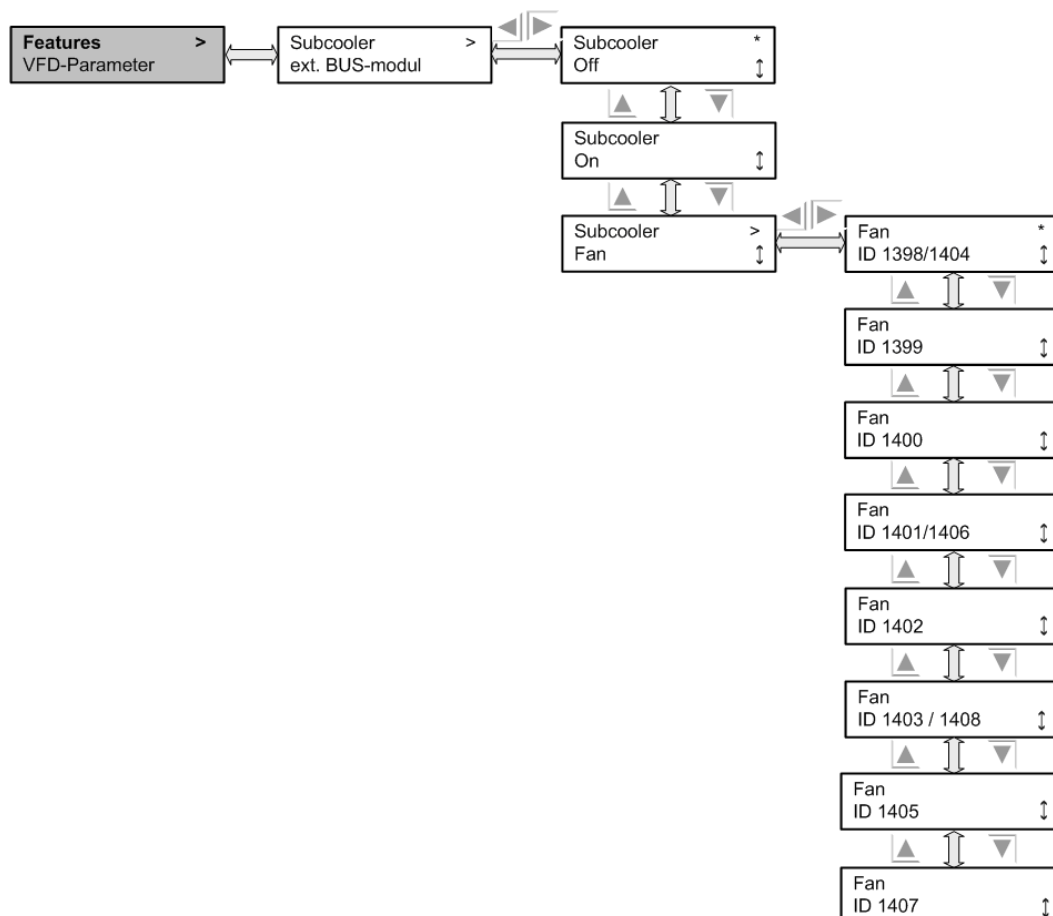 Features >
VFD-Parameter
Subcooler >
ext. BUS-modul
Subcooler *
Off
Subcooler
On
Subcooler >
Fan
Fan *
ID 1398/1404
Fan
ID 1399
Fan
ID 1400
Fan
ID 1401/1406
Fan
ID 1402
Fan
ID 1403 / 1408
Fan
ID 1405
Fan
ID 1407